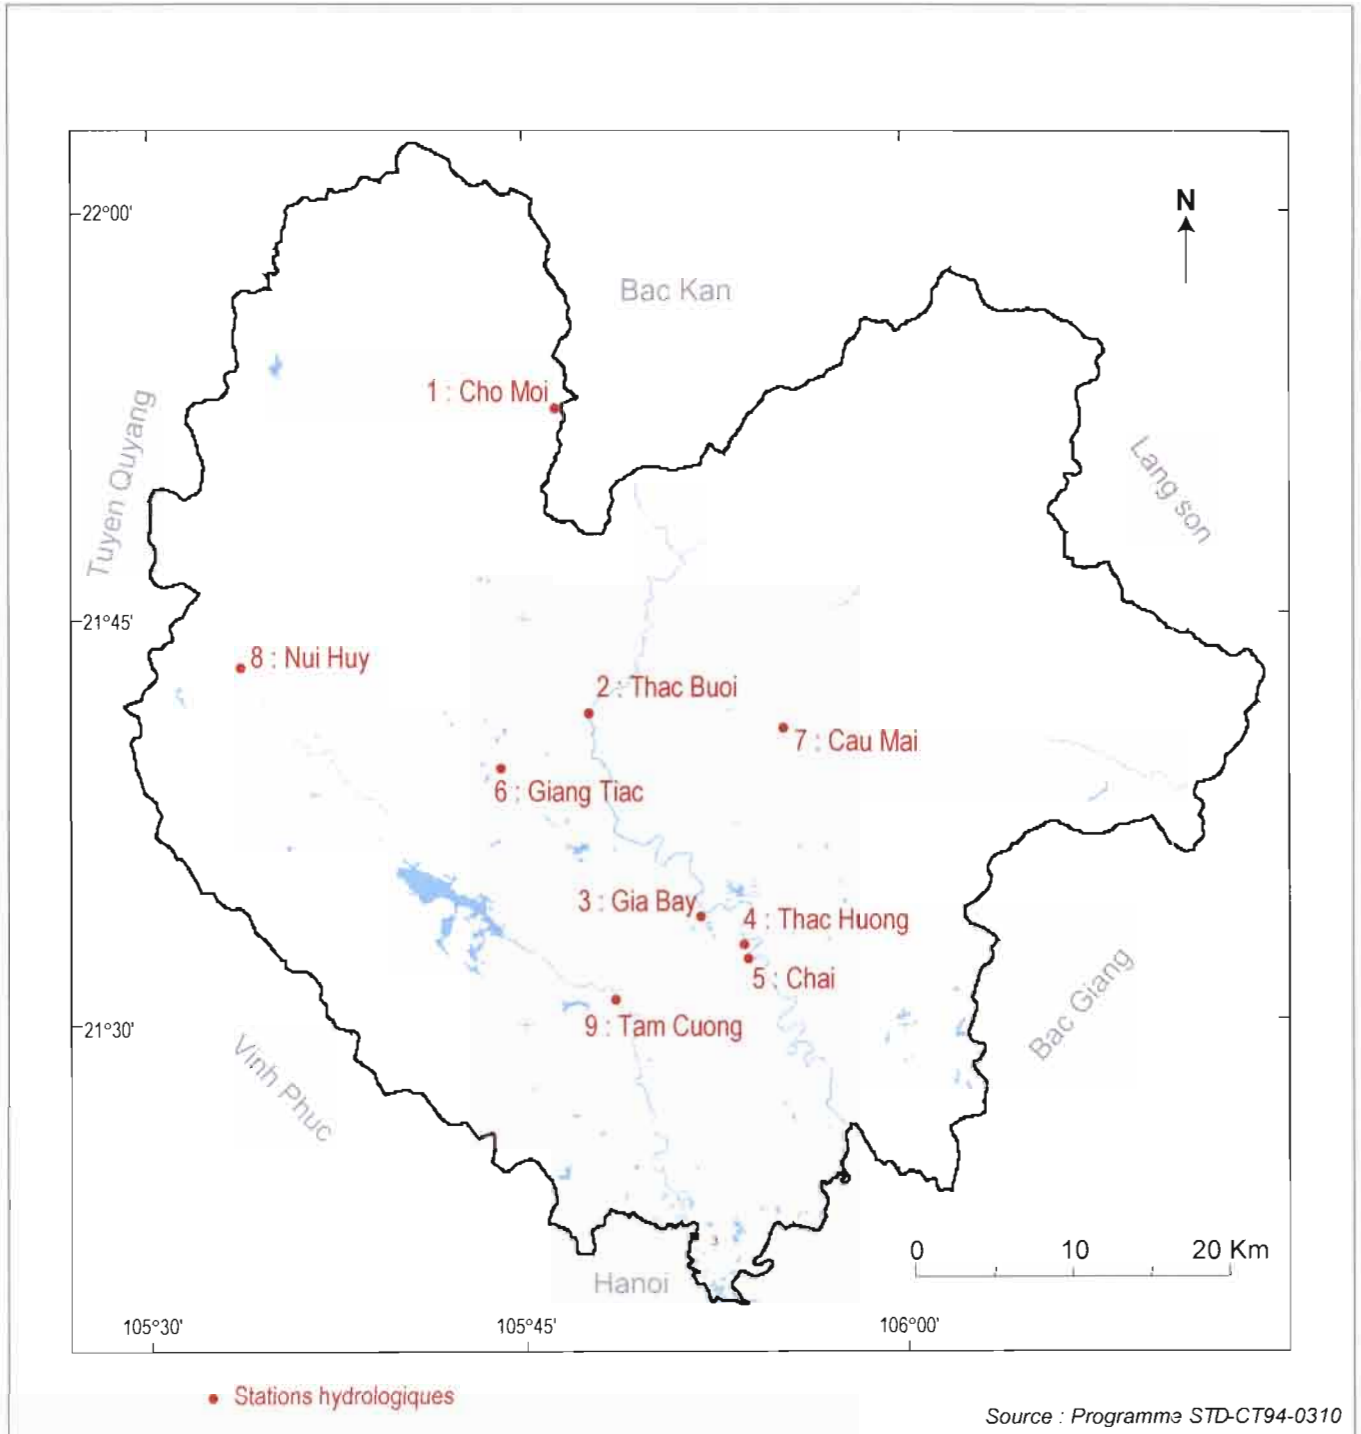 22°00'
N
Bac Kan
1 : Cho Moi
Tuyen Quyang
Lang son
21°45'
8 : Nui Huy
2 : Thac Buoi
7 : Cau Mai
6 : Giang Tiac
3 : Gia Bay
4 : Thac Huong
5 : Chai
21°30'
9 : Tam Cuong
Bac Giang
Vinh Phuc
0 10 20 Km
Hanoi
105°30' 105°45' 106°00'
Stations hydrologiques
Source : Programme STD-CT94-0310